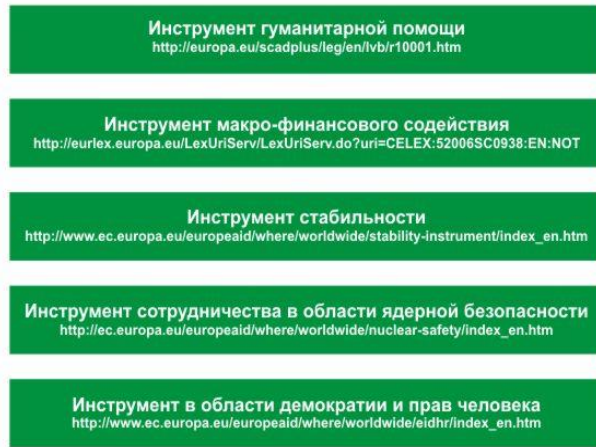 Инструмент гуманитарной помощи
http://europa.eu/scadplus/leg/en/lvb/r10001.htm
Инструмент макро-финансового содействия
http://eurlex.europa.eu/LexUriServ/LexUriServ.do?uri=CELEX:52006SC0938:EN:NOT
Инструмент стабильности
http://www.ec.europa.eu/europeaid/where/worldwide/stability-instrument/index_en.htm
Инструмент сотрудничества в области ядерной безопасности
http://ec.europa.eu/europeaid/where/worldwide/nuclear-safety/index_en.htm
Инструмент в области демократии и прав человека
http://www.ec.europa.eu/europeaid/where/worldwide/eidhr/index_en.htm